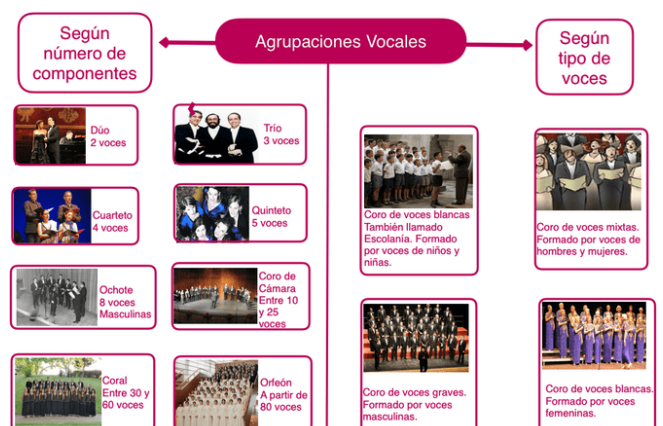 Según
número de
componentes
Agrupaciones Vocales
Según
tipo de
voces
Dúo
2 voces
Trío
3 voces
Cuarteto
4 voces
Quinteto
5 voces
Ochote
8 voces
Masculinas
Coro de
Cámara
Entre 10
y 25
voces
Coral
Entre 30 y
60 voces
Orfeón
A partir de
80 voces
Coro de voces blancas
También llamado
Escolanía. Formado
por voces de niños y
niñas.
Coro de voces mixtas.
Formado por voces de
hombres y mujeres.
Coro de voces graves.
Formado por voces
masculinas.
Coro de voces blancas.
Formado por voces
femeninas.